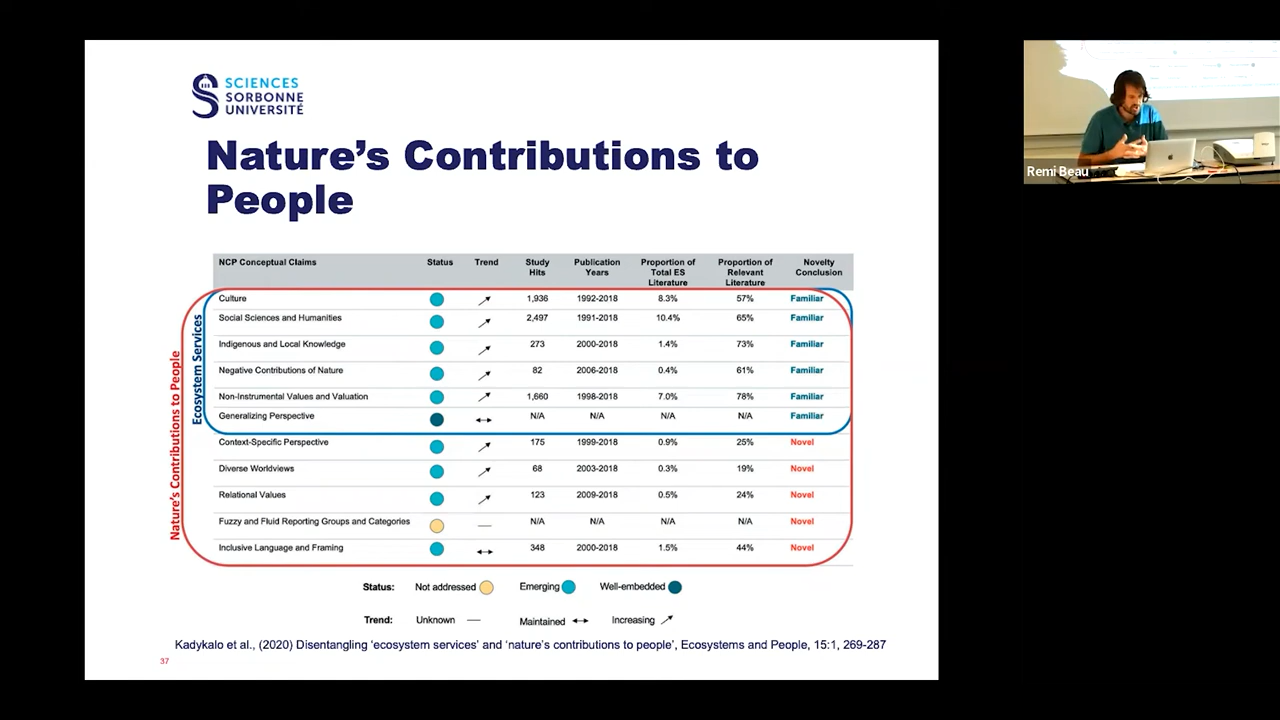 SCIENCES
SORBONNE
UNIVERSITÉ
Nature's Contributions to
People
NCP Conceptual Claims Status Trend Study Hits Publication Years Proportion of Total ES Literature Proportion of Relevant Literature Novelty Conclusion
Culture 1,936 1992-2018 8.3% 57% Familiar
Social Sciences and Humanities 2,497 1991-2018 10.4% 65% Familiar
Indigenous and Local Knowledge 273 2000-2018 1.4% 73% Familiar
Negative Contributions of Nature 82 2006-2018 0.4% 61% Familiar
Non-Instrumental Values and Valuation 1,660 1998-2018 7.0% 78% Familiar
Generalizing Perspective N/A N/A N/A N/A Familiar
Context-Specific Perspective 175 1999-2018 0.9% 25% Novel
Diverse Worldviews 68 2003-2018 0.3% 19% Novel
Relational Values 123 2009-2018 0.5% 24% Novel
Fuzzy and Fluid Reporting Groups and Categories N/A N/A N/A N/A Novel
Inclusive Language and Framing 348 2000-2018 1.5% 44% Novel
Nature's Contributions to People
Ecosystem Services
Status: Not addressed Emerging Well-embedded
Trend: Unknown Maintained Increasing
Kadykalo et al., (2020) Disentangling 'ecosystem services' and 'nature's contributions to people', Ecosystems and People, 15:1, 269-287
37
Remi Beau